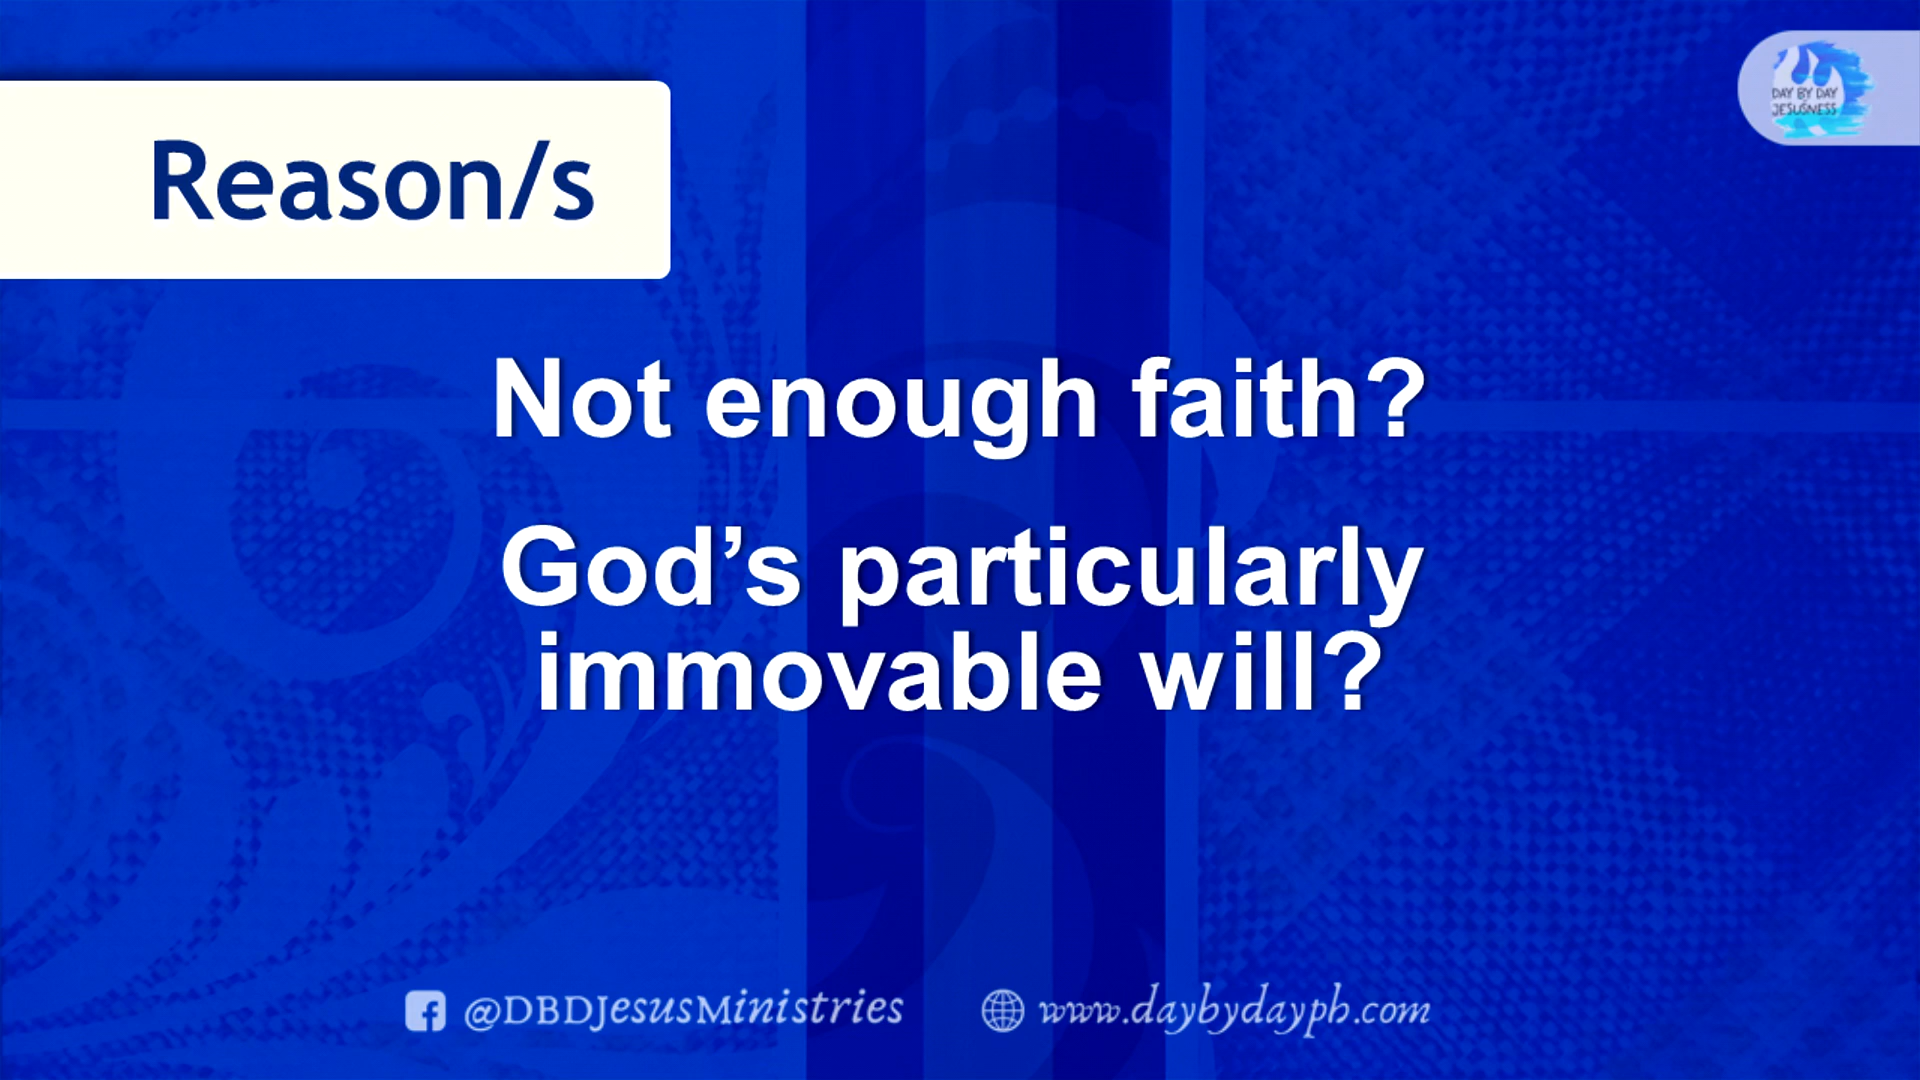 Reason/s
DAY BY DAY
JESUSNESS
Not enough faith?
God’s particularly
immovable will?
@DBDJesusMinistries
www.daybydayph.com